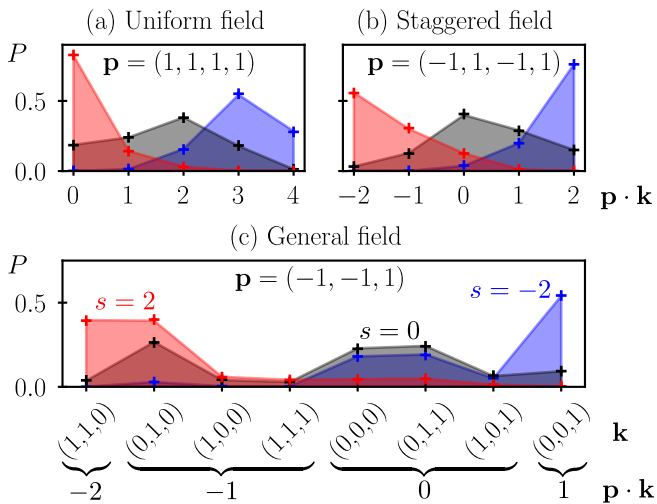 (a) Uniform field
(b) Staggered field
P
p = (1, 1, 1, 1)
p = (−1, 1, −1, 1)
0.5
0.0
0 1 2 3 4
−2 −1 0 1 2
p · k
(c) General field
P
p = (−1, −1, 1)
s = 2
s = −2
s = 0
0.5
0.0
(1,1,0) (0,1,0) (1,0,0) (1,1,1) (0,0,0) (0,1,1) (1,0,1) (0,0,1)
k
−2 −1 0 1
p · k